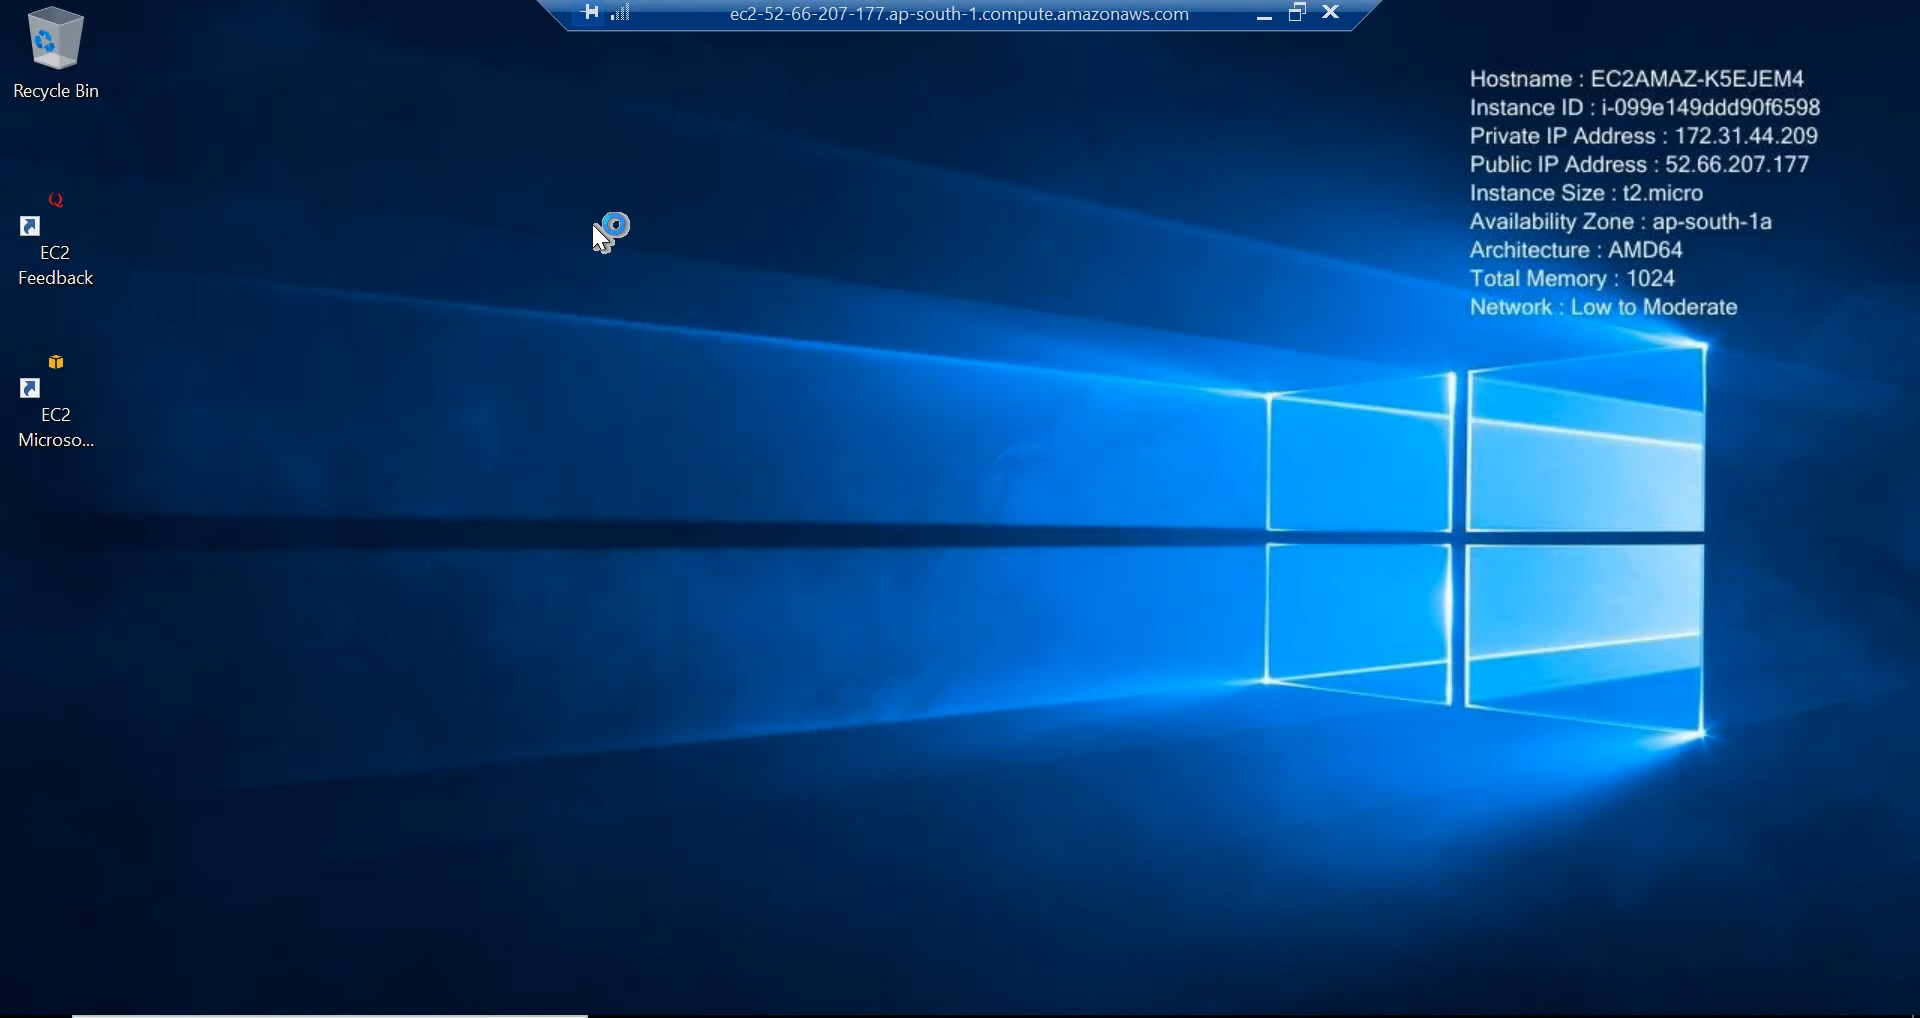 ec2-52-66-207-177.ap-south-1.compute.amazonaws.com
Recycle Bin
EC2
Feedback
EC2
Microso...
Hostname : EC2AMAZ-K5EJEM4
Instance ID : i-099e149ddd90f6598
Private IP Address : 172.31.44.209
Public IP Address : 52.66.207.177
Instance Size : t2.micro
Availability Zone : ap-south-1a
Architecture : AMD64
Total Memory : 1024
Network : Low to Moderate